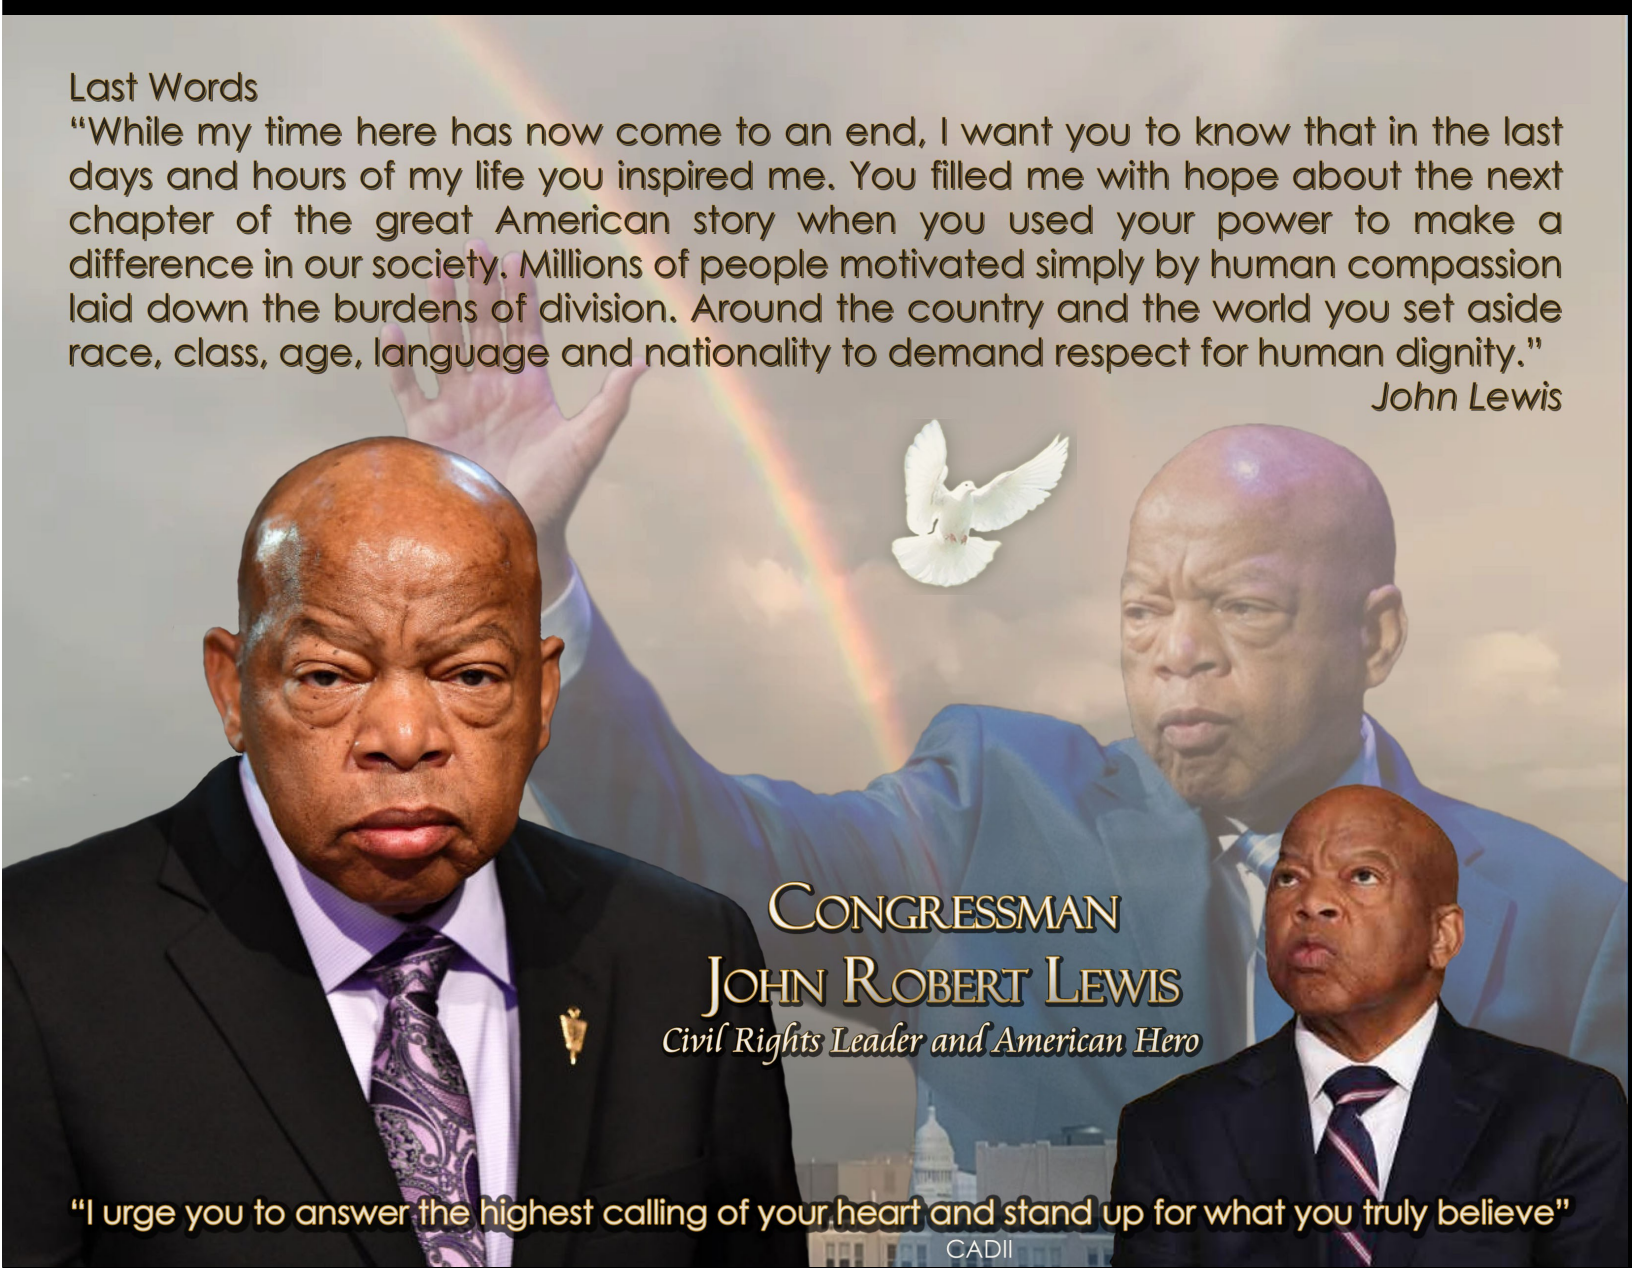 Last Words
“While my time here has now come to an end, I want you to know that in the last
days and hours of my life you inspired me. You filled me with hope about the next
chapter of the great American story when you used your power to make a
difference in our society. Millions of people motivated simply by human compassion
laid down the burdens of division. Around the country and the world you set aside
race, class, age, language and nationality to demand respect for human dignity.”
John Lewis
Congressman
John Robert Lewis
Civil Rights Leader and American Hero
“I urge you to answer the highest calling of your heart and stand up for what you truly believe”
CADII